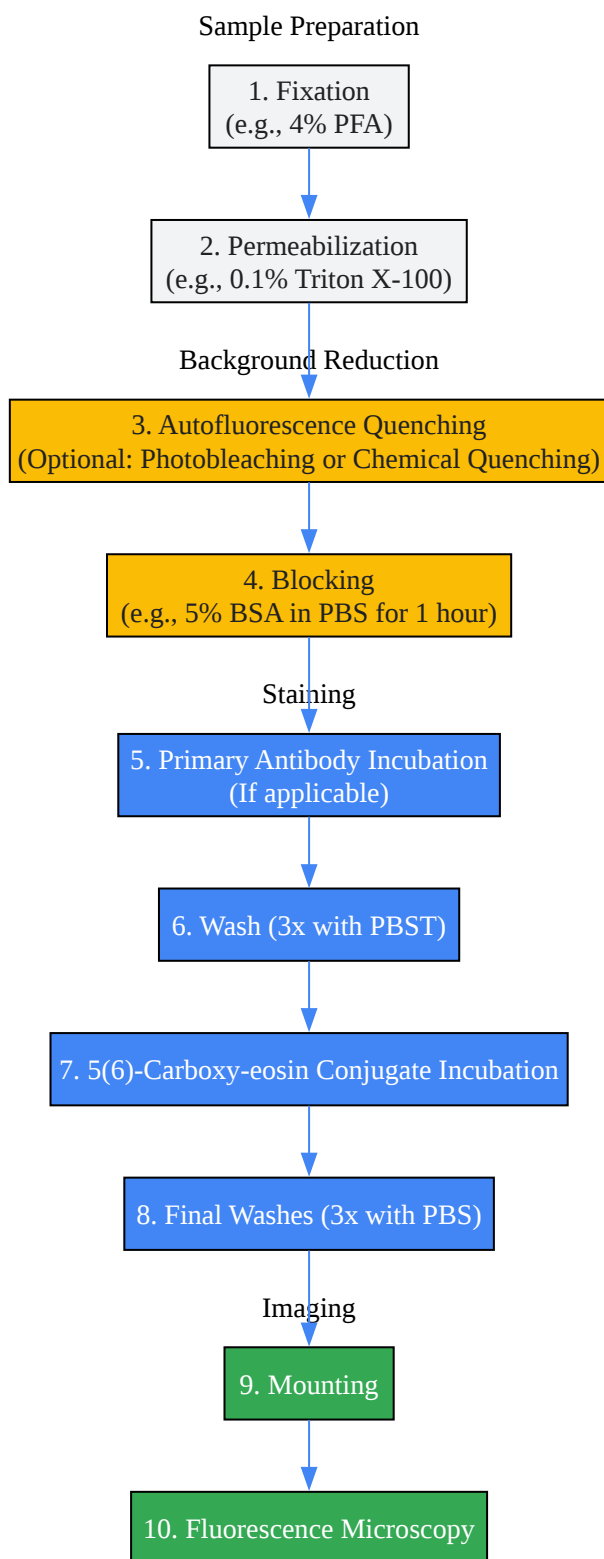 Sample Preparation
1. Fixation
(e.g., 4% PFA)
2. Permeabilization
(e.g., 0.1% Triton X-100)
Background Reduction
3. Autofluorescence Quenching
(Optional: Photobleaching or Chemical Quenching)
4. Blocking
(e.g., 5% BSA in PBS for 1 hour)
Staining
5. Primary Antibody Incubation
(If applicable)
6. Wash (3x with PBST)
7. 5(6)-Carboxy-eosin Conjugate Incubation
8. Final Washes (3x with PBS)
Imaging
9. Mounting
10. Fluorescence Microscopy